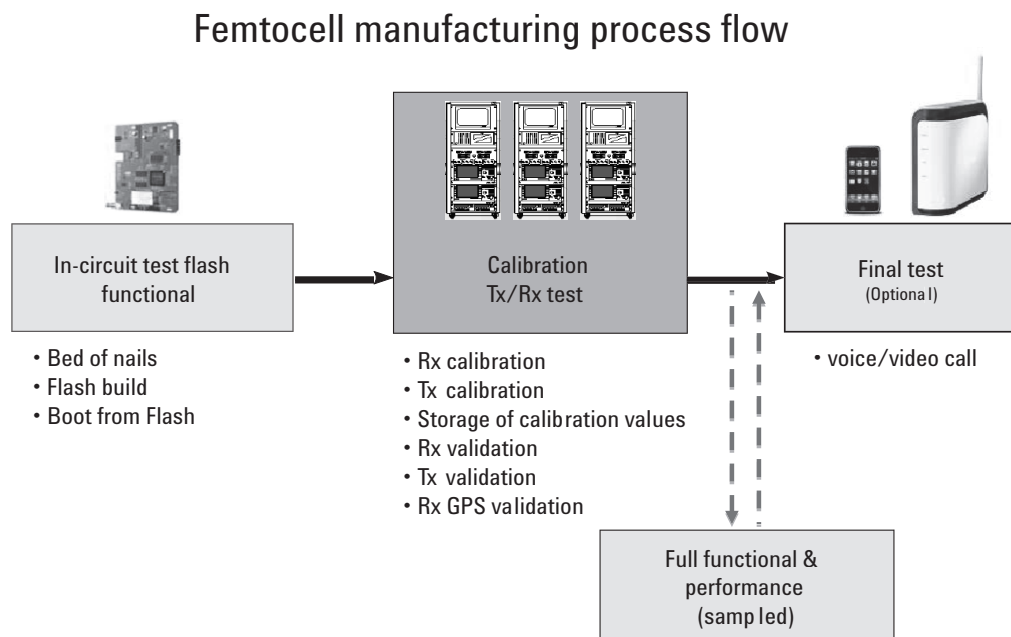 Femtocell manufacturing process flow
In-circuit test flash
functional
Calibration
Tx/Rx test
Final test
(Optional)
• Bed of nails
• Flash build
• Boot from Flash
• Rx calibration
• Tx calibration
• Storage of calibration values
• Rx validation
• Tx validation
• Rx GPS validation
• voice/video call
Full functional &
performance
(sampled)